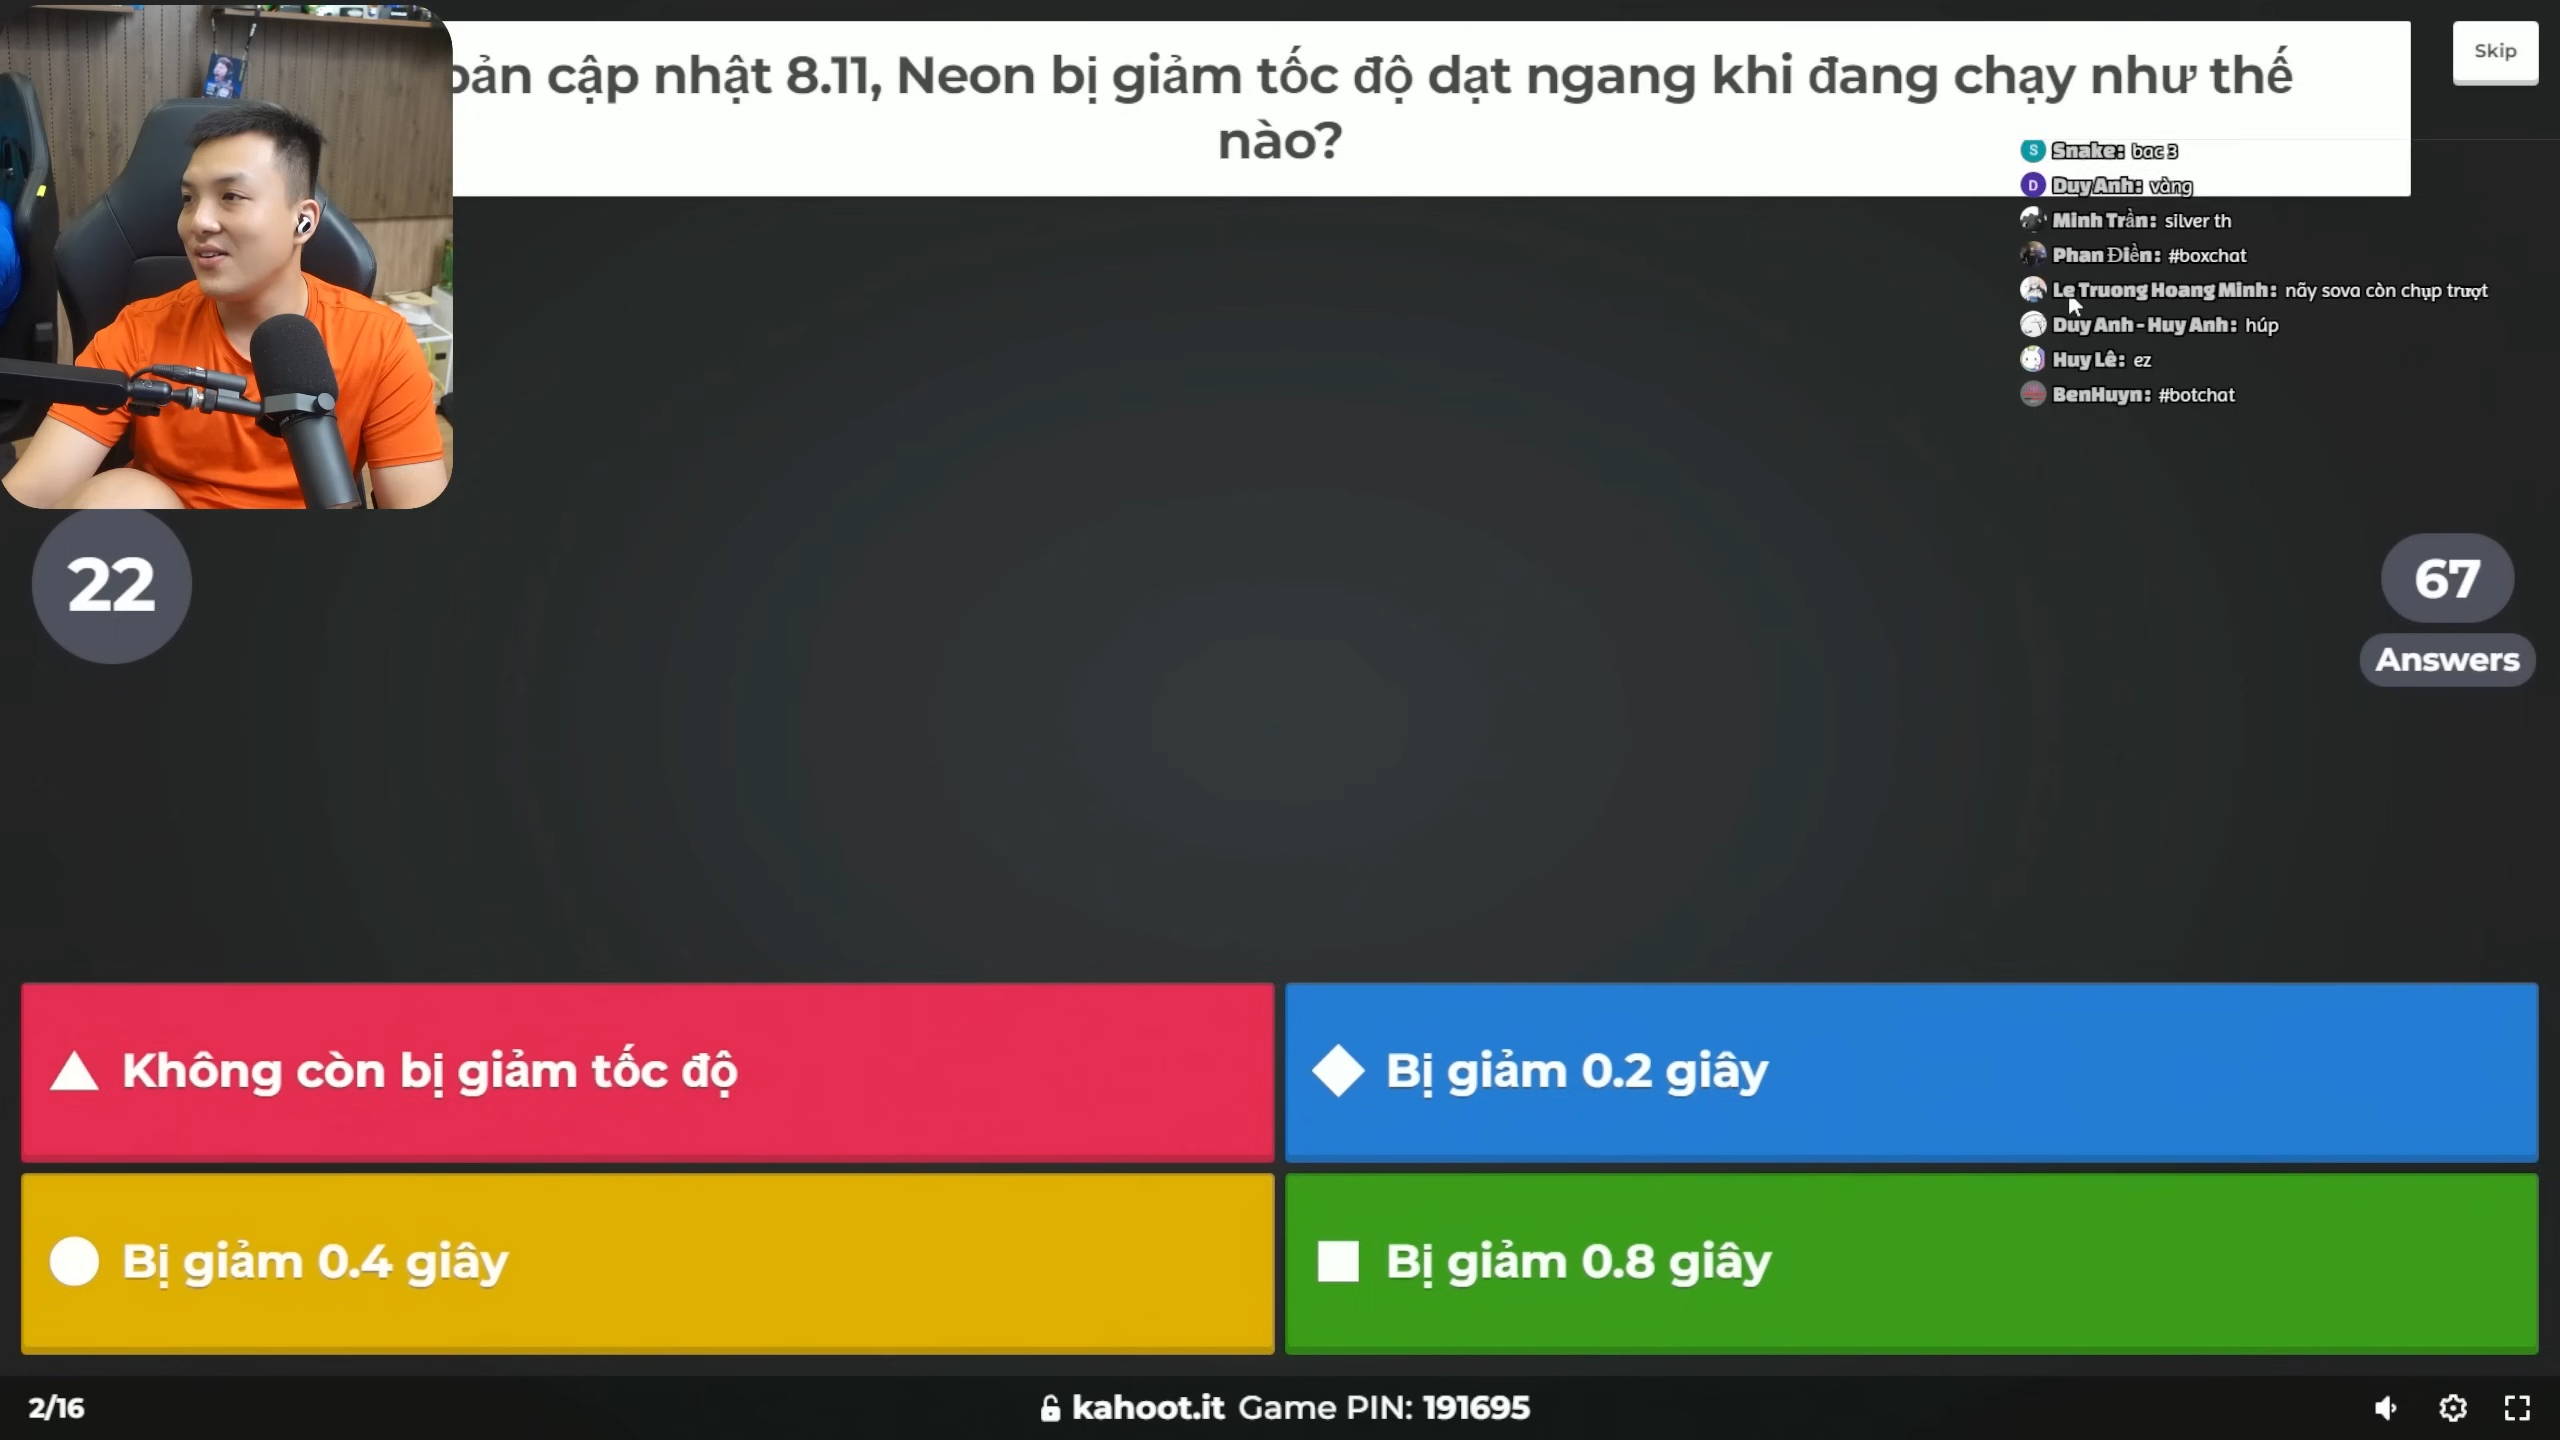 bản cập nhật 8.11, Neon bị giảm tốc độ dạt ngang khi đang chạy như thế
nào?
Skip
Snake: bac 3
Duy Anh: vàng
Minh Trần: silver th
Phan Điền: #boxchat
Le Truong Hoang Minh: nãy sova còn chụp trượt
Duy Anh - Huy Anh: húp
Huy Lê: ez
BenHuyn: #botchat
22
67
Answers
Không còn bị giảm tốc độ
Bị giảm 0.2 giây
Bị giảm 0.4 giây
Bị giảm 0.8 giây
2/16
kahoot.it Game PIN: 191695